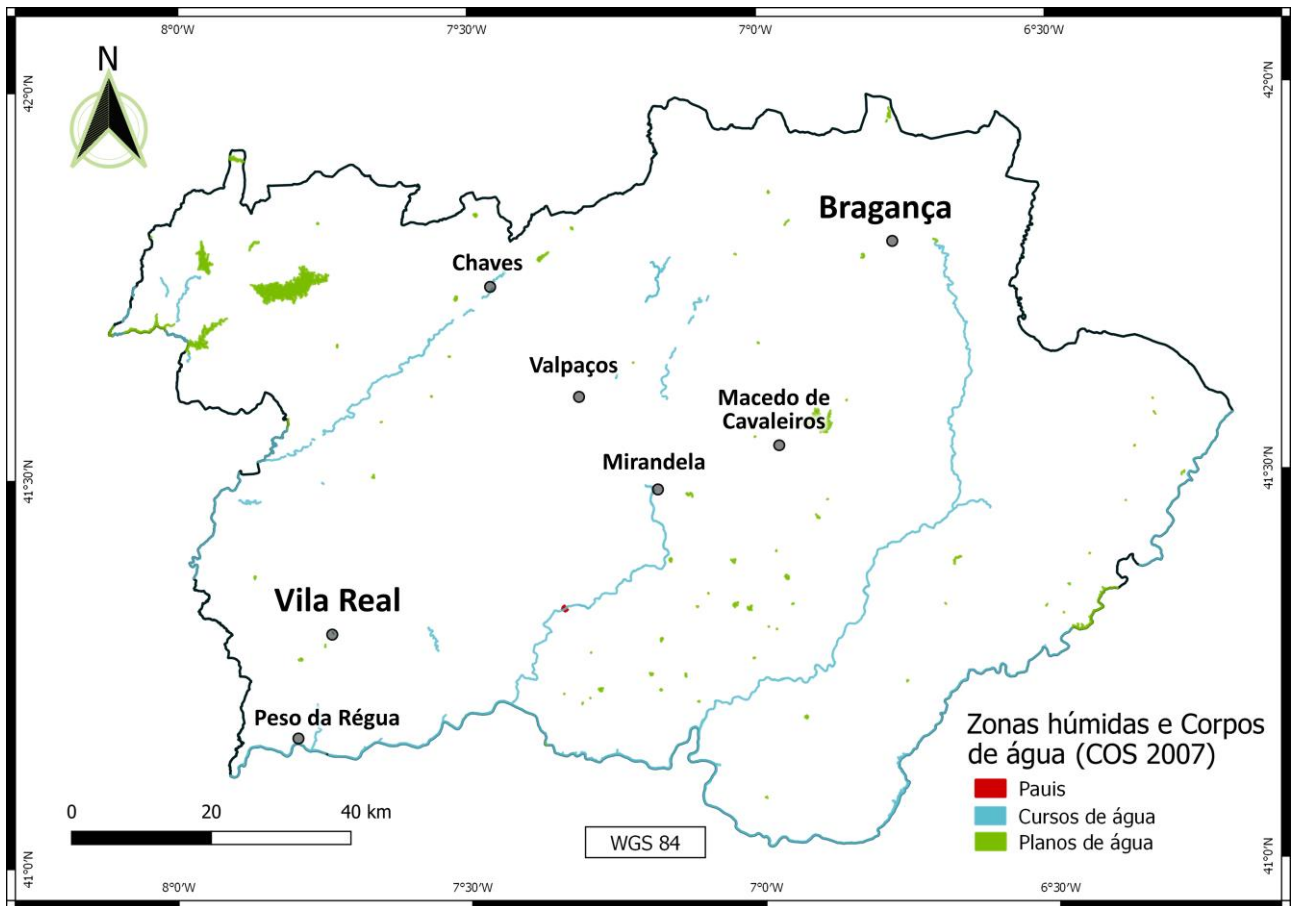 8°0'W
7°30'W
7°0'W
6°30'W
N
42°0'N
42°0'N
Bragança
Chaves
Valpaços
Macedo de
Cavaleiros
Mirandela
41°30'N
41°30'N
Vila Real
Peso da Régua
Zonas húmidas e Corpos
de água (COS 2007)
Pauis
Cursos de água
Planos de água
0
20
40 km
WGS 84
41°0'N
41°0'N
8°0'W
7°30'W
7°0'W
6°30'W